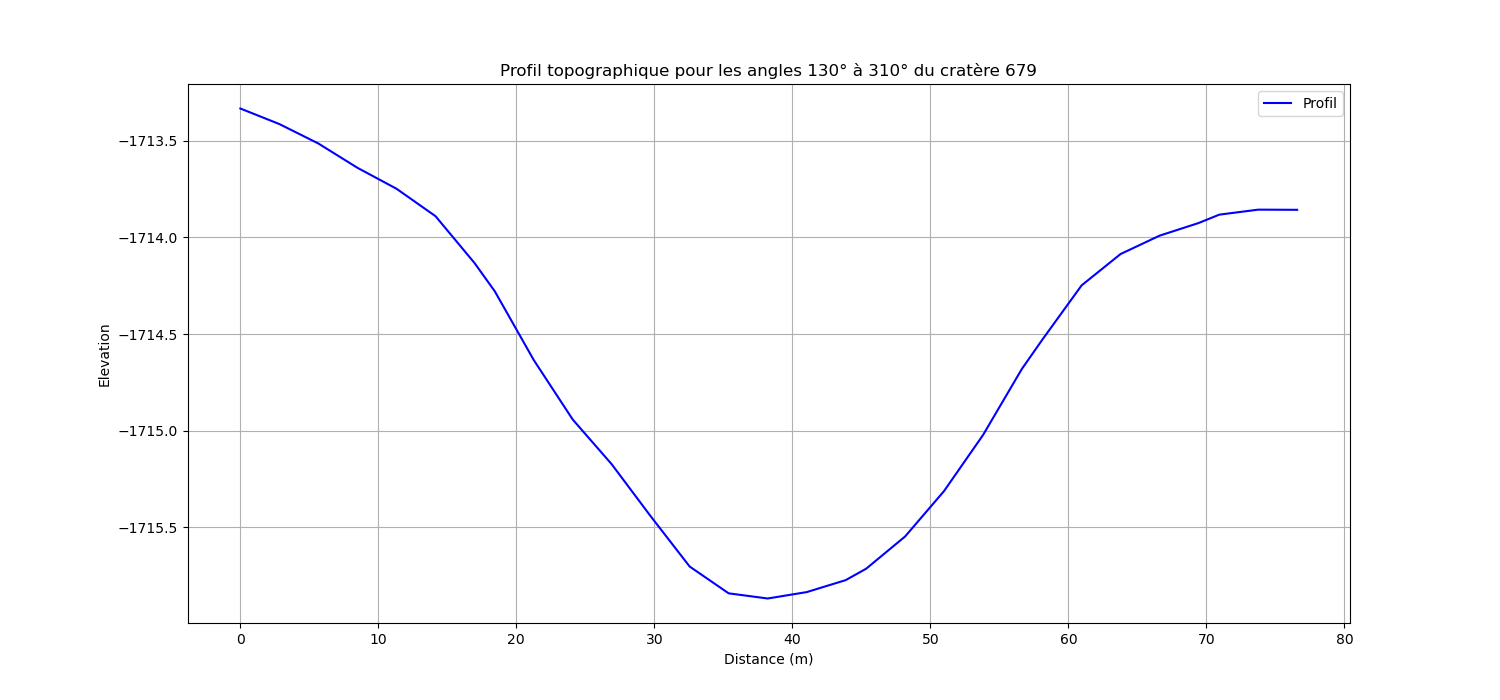 Profil topographique pour les angles 130° à 310° du cratère 679
Profil
−1713.5
−1714.0
−1714.5
−1715.0
−1715.5
Elevation
0 10 20 30 40 50 60 70 80
Distance (m)